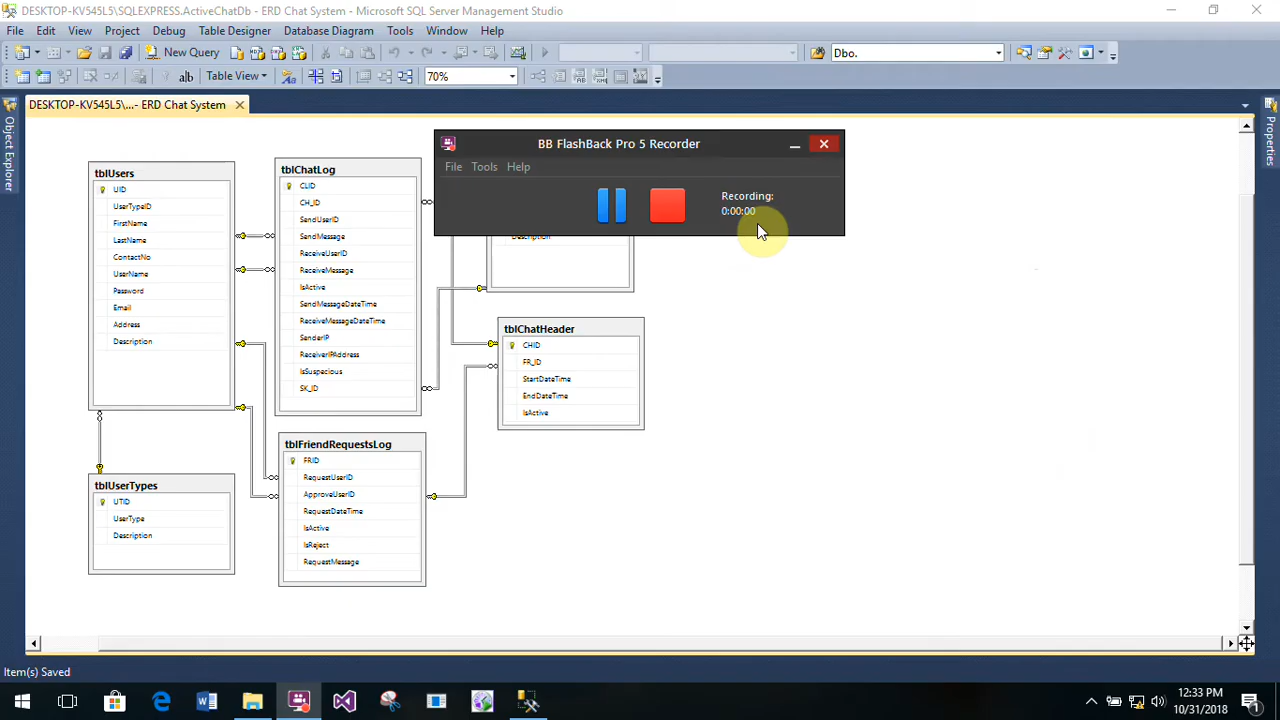 DESKTOP-KV545L5\SQLEXPRESS.ActiveChatDb - ERD Chat System - Microsoft SQL Server Management Studio
File Edit View Project Debug Table Designer Database Diagram Tools Window Help
New Query
Dbo.
ab
Table View
70%
DESKTOP-KV545L5\...- ERD Chat System
Object Explorer
Properties
BB FlashBack Pro 5 Recorder
File Tools Help
Recording:
0:00:00
tblUsers
UID
UserTypeID
FirstName
LastName
ContactNo
UserName
Password
Email
Address
Description
tblChatLog
CLID
CH_ID
SendUserID
SendMessage
ReceiveUserID
ReceiveMessage
IsActive
SendMessageDateTime
ReceiveMessageDateTime
SenderIP
ReceiverIPAddress
IsSuspecious
SK_ID
Description
tblChatHeader
CHID
FR_ID
StartDateTime
EndDateTime
IsActive
tblUserTypes
UTID
UserType
Description
tblFriendRequestsLog
FRID
RequestUserID
ApproveUserID
RequestDateTime
IsActive
IsReject
RequestMessage
Item(s) Saved
12:33 PM
10/31/2018
1